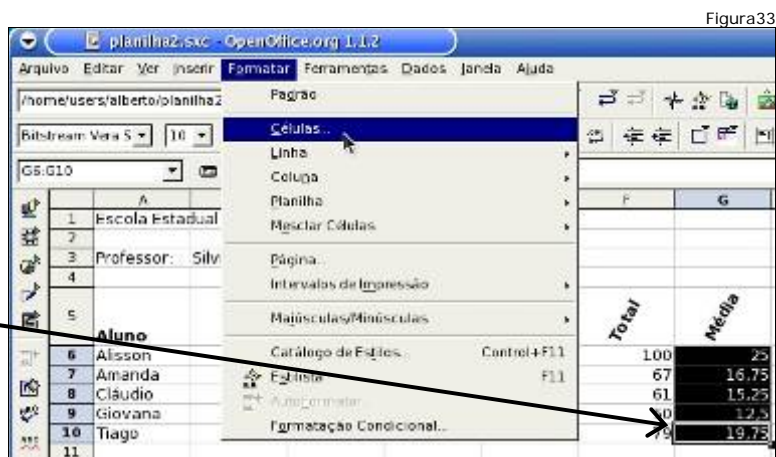 Figura33
planilha2.sxc - OpenOffice.org 1.1.2
Arquivo Editar Ver Inserir Formatar Ferramentas Dados Janela Ajuda
/home/users/alberto/planilha2
Padrão
Bitstream Vera S 10
Células...
Linha
G6:G10
Coluna
A F G
Planilha
1 Escola Estadual
Mesclar Células
2
3 Professor: Silv
Página...
4
Intervalos de Impressão
5 Aluno Total Média
Maiúsculas/Minúsculas
6 Alisson 100 25
Catálogo de Estilos Control+F11
7 Amanda 67 16.75
Estilista F11
8 Cláudio 61 15.25
AutoFormatar...
9 Giovana 12.5
Formatação Condicional...
10 Tiago 79 19.75
11